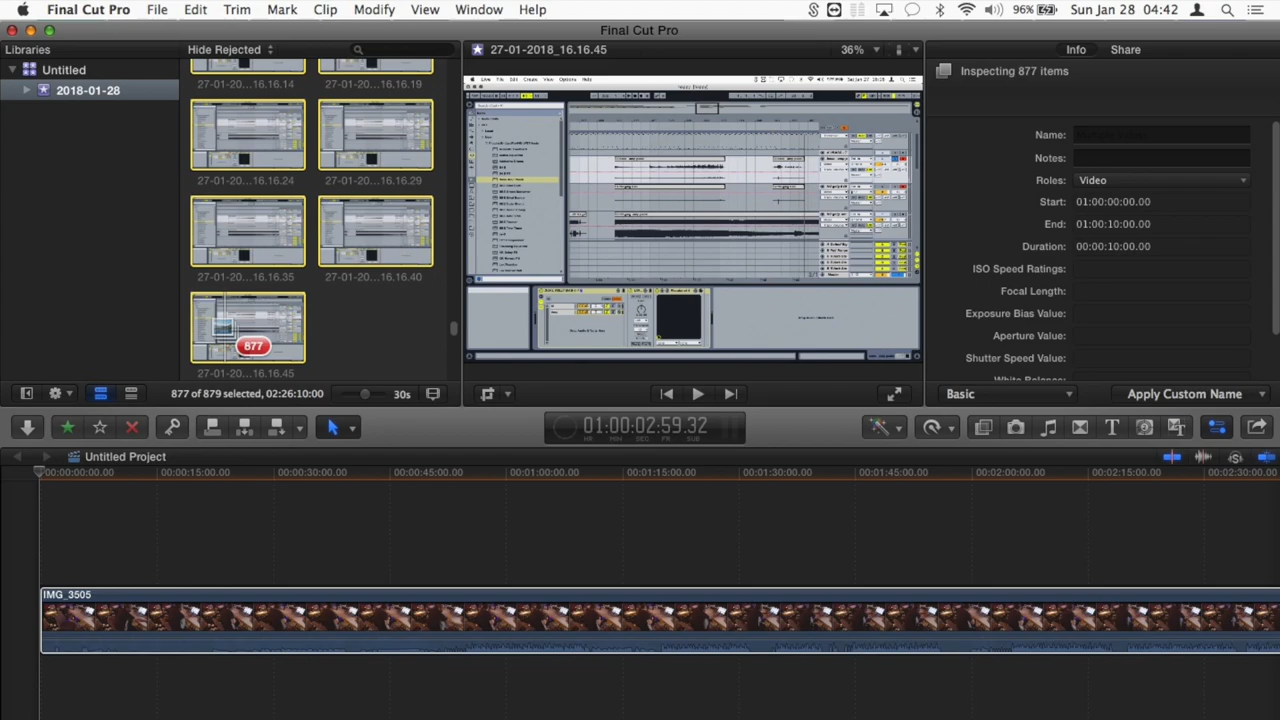 Final Cut Pro File Edit Trim Mark Clip Modify View Window Help 96% Sun Jan 28 04:42
Final Cut Pro
Libraries Hide Rejected 27-01-2018_16.16.45 36% Info Share
Untitled
2018-01-28
27-01-20...16.16.14 27-01-20...16.16.19
27-01-20...16.16.24 27-01-20...16.16.29
27-01-20...16.16.35 27-01-20...16.16.40
877
27-01-20...16.16.45
Inspecting 877 items
Name:
Notes:
Roles: Video
Start: 01:00:00:00.00
End: 01:00:10:00.00
Duration: 00:00:10:00.00
ISO Speed Ratings:
Focal Length:
Exposure Bias Value:
Aperture Value:
Shutter Speed Value:
White Balance:
877 of 879 selected, 02:26:10:00 30s Basic Apply Custom Name
01:00:02:59.32
HR MIN SEC FR SUB
Untitled Project
00:00:00:00.00 00:00:15:00.00 00:00:30:00.00 00:00:45:00.00 00:01:00:00.00 00:01:15:00.00 00:01:30:00.00 00:01:45:00.00 00:02:00:00.00 00:02:15:00.00 00:02:30:00.00
IMG_3505